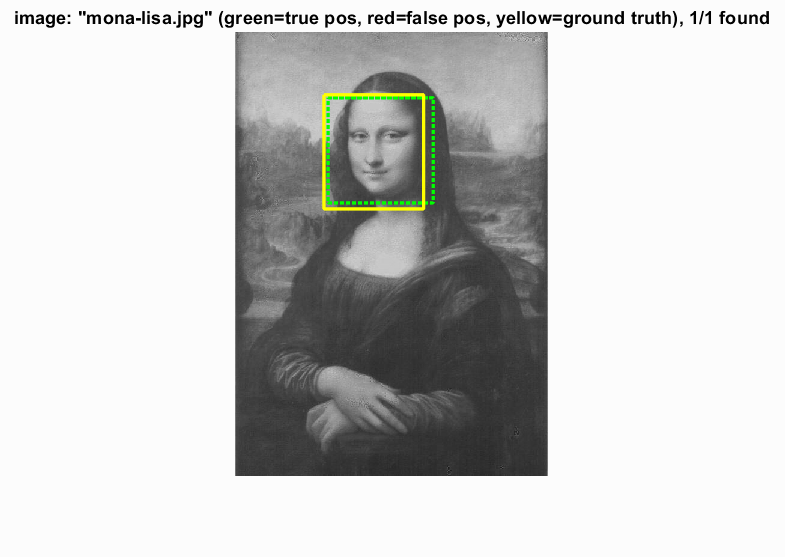 image: "mona-lisa.jpg" (green=true pos, red=false pos, yellow=ground truth), 1/1 found